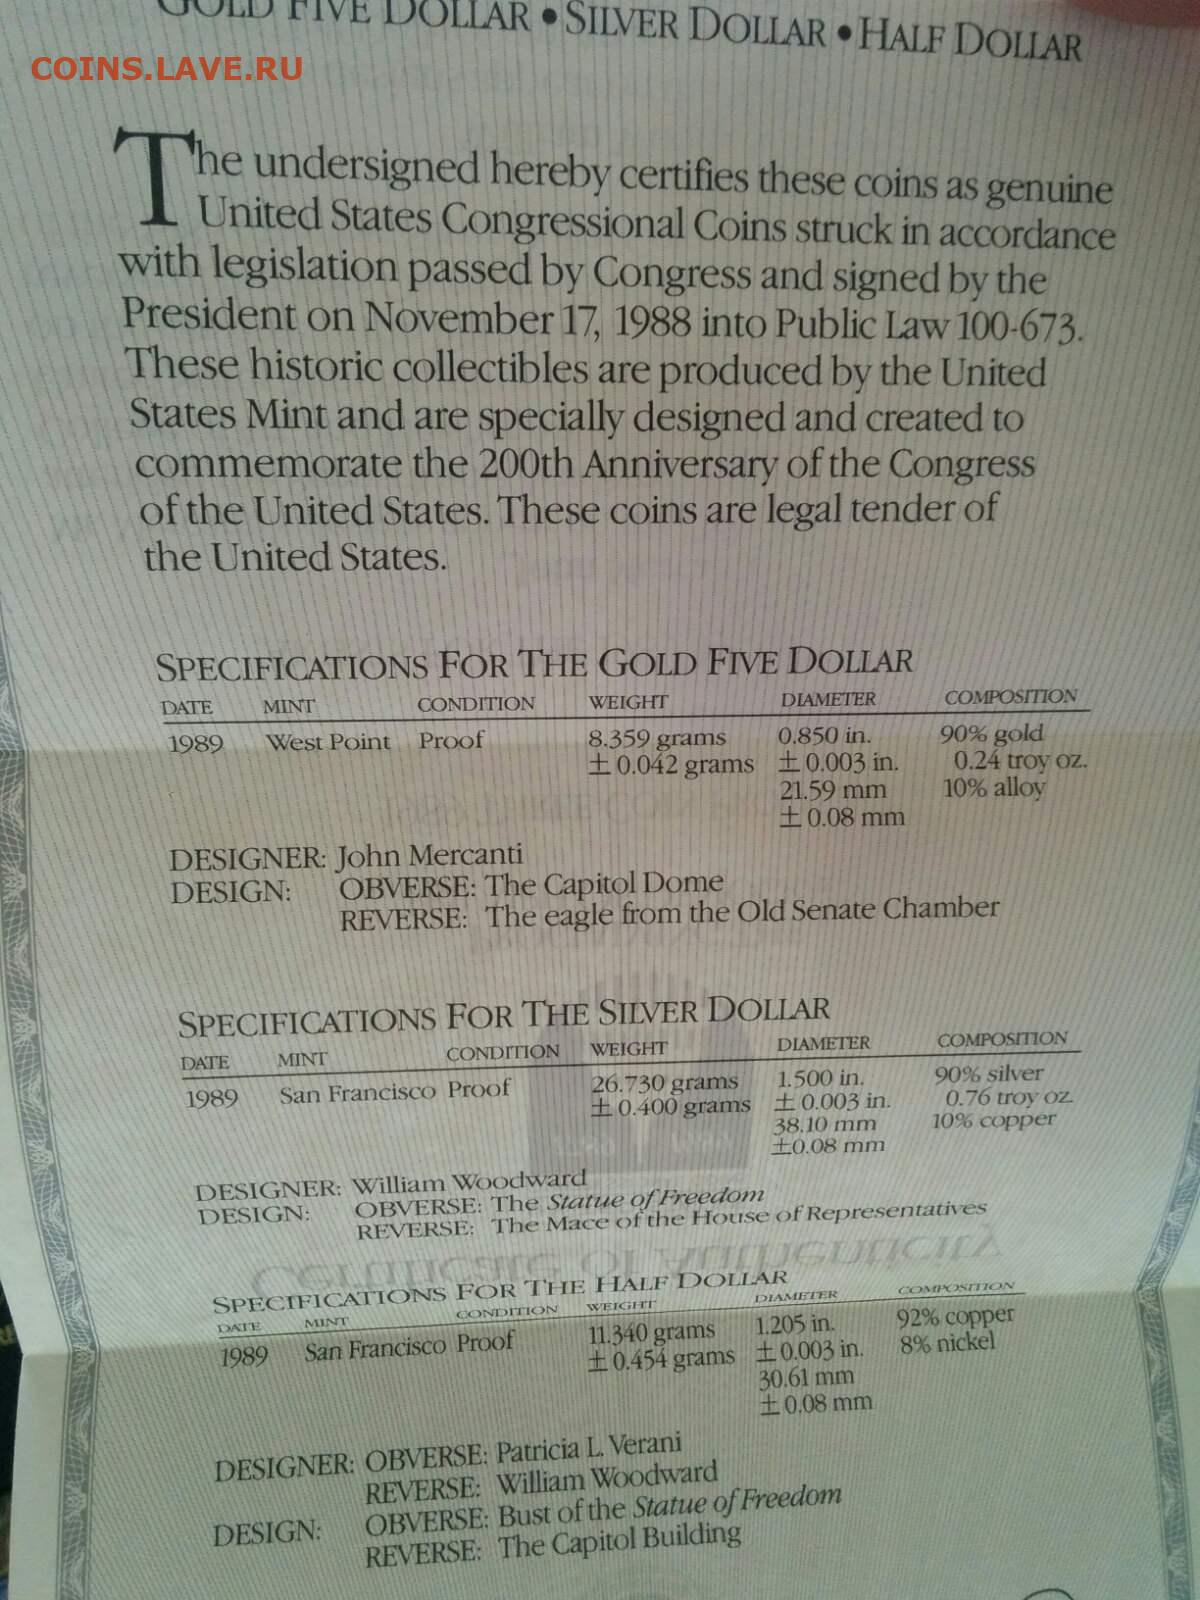 GOLD FIVE DOLLAR • SILVER DOLLAR • HALF DOLLAR
COINS.LAVE.RU
The undersigned hereby certifies these coins as genuine
United States Congressional Coins struck in accordance
with legislation passed by Congress and signed by the
President on November 17, 1988 into Public Law 100-673.
These historic collectibles are produced by the United
States Mint and are specially designed and created to
commemorate the 200th Anniversary of the Congress
of the United States. These coins are legal tender of
the United States.
SPECIFICATIONS FOR THE GOLD FIVE DOLLAR
DATE MINT CONDITION WEIGHT DIAMETER COMPOSITION
1989 West Point Proof 8.359 grams 0.850 in. 90% gold
± 0.042 grams ± 0.003 in. 0.24 troy oz.
21.59 mm 10% alloy
± 0.08 mm
DESIGNER: John Mercanti
DESIGN: OBVERSE: The Capitol Dome
REVERSE: The eagle from the Old Senate Chamber
SPECIFICATIONS FOR THE SILVER DOLLAR
DATE MINT CONDITION WEIGHT DIAMETER COMPOSITION
1989 San Francisco Proof 26.730 grams 1.500 in. 90% silver
± 0.400 grams ± 0.003 in. 0.76 troy oz.
38.10 mm 10% copper
±0.08 mm
DESIGNER: William Woodward
DESIGN: OBVERSE: The Statue of Freedom
REVERSE: The Mace of the House of Representatives
Certificate of Authenticity
SPECIFICATIONS FOR THE HALF DOLLAR
DATE MINT CONDITION WEIGHT DIAMETER COMPOSITION
1989 San Francisco Proof 11.340 grams 1.205 in. 92% copper
± 0.454 grams ± 0.003 in. 8% nickel
30.61 mm
± 0.08 mm
DESIGNER: OBVERSE: Patricia L. Verani
REVERSE: William Woodward
DESIGN: OBVERSE: Bust of the Statue of Freedom
REVERSE: The Capitol Building